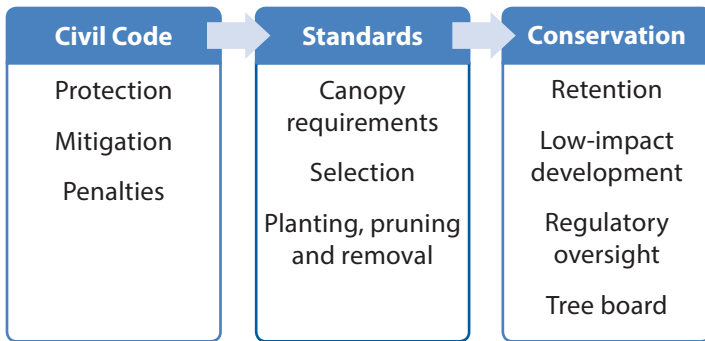 Civil Code
Protection
Mitigation
Penalties
Standards
Canopy
requirements
Selection
Planting, pruning
and removal
Conservation
Retention
Low-impact
development
Regulatory
oversight
Tree board